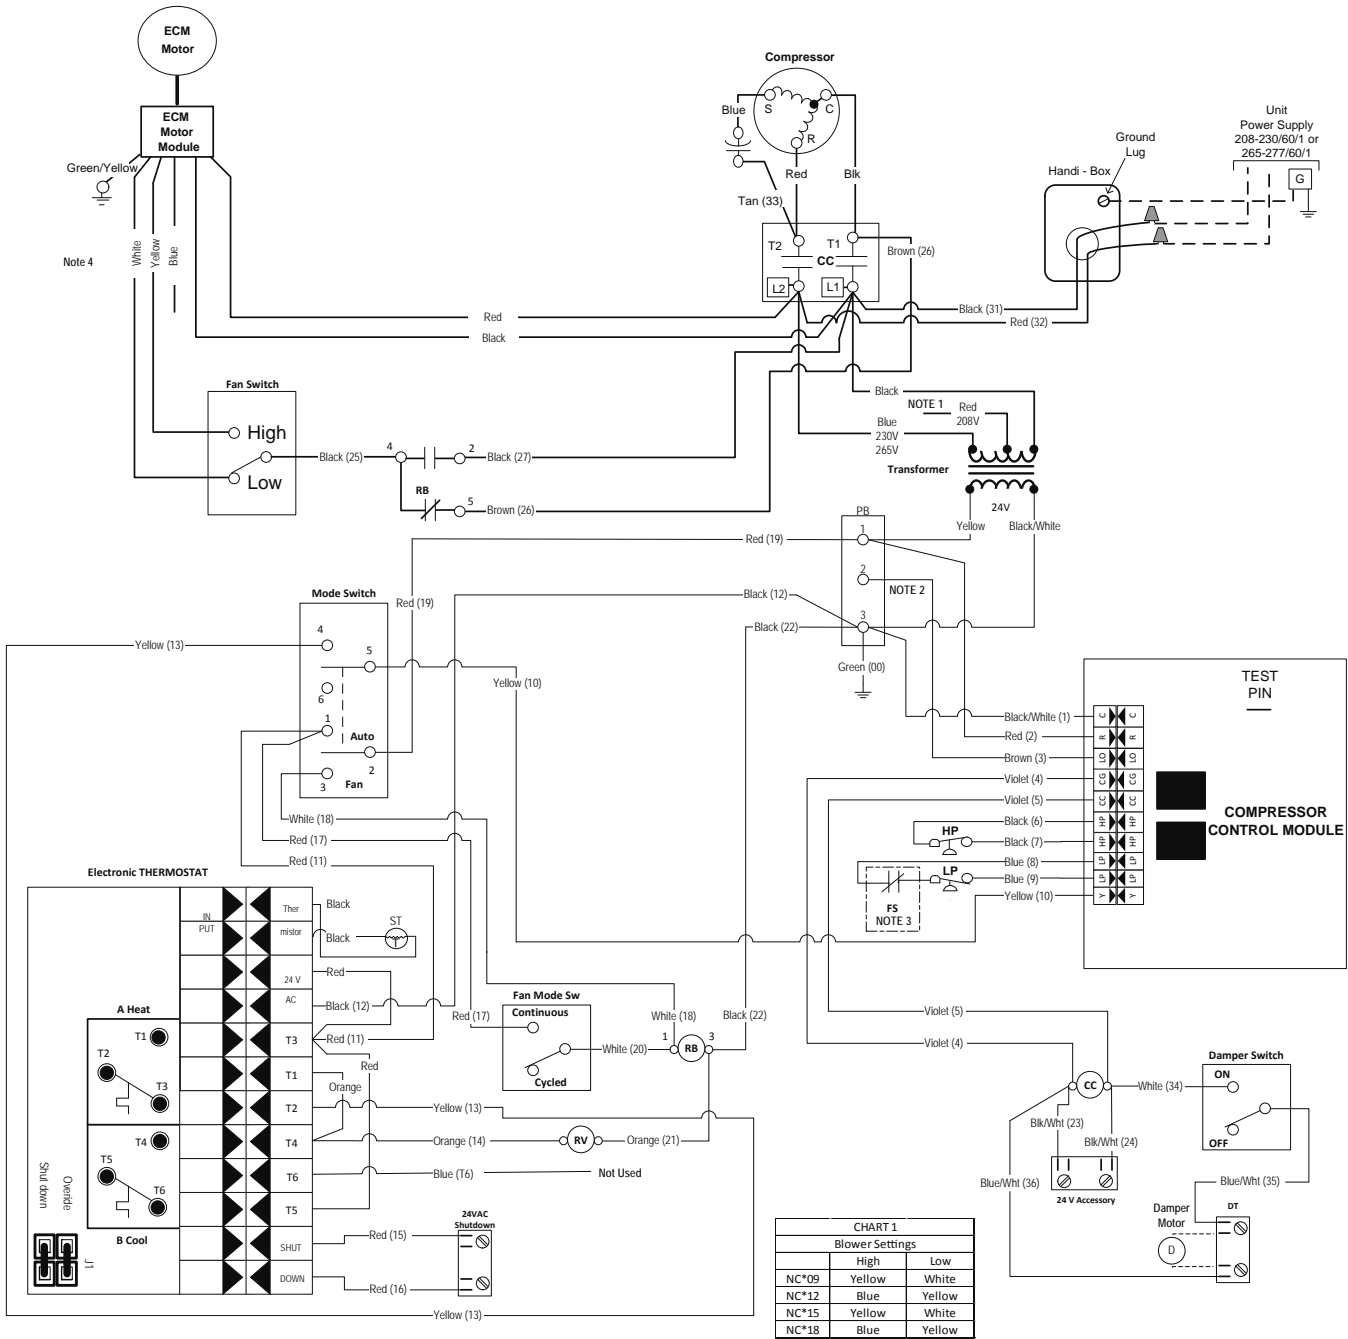 ECM
Motor
ECM
Motor
Module
Green/Yellow
Note 4
White
Yellow
Blue
Compressor
Blue
S
C
R
Red
Blk
Tan (33)
T2
T1
CC
L2
L1
Brown (26)
Unit
Power Supply
208-230/60/1 or
265-277/60/1
Ground
Lug
Handi - Box
G
Red
Black
Black (31)
Red (32)
Fan Switch
High
Low
Black (25)
4
2
Black (27)
RB
5
Brown (26)
Black
NOTE 1
Red
208V
Blue
230V
265V
Transformer
24V
Yellow
Black/White
PB
1
2
3
NOTE 2
Red (19)
Black (12)
Black (22)
Green (00)
Mode Switch
Red (19)
4
5
6
1
Auto
2
3
Fan
Yellow (13)
Yellow (10)
White (18)
Red (17)
Red (11)
TEST
PIN
COMPRESSOR
CONTROL MODULE
Black/White (1)
C
C
Red (2)
R
R
Brown (3)
LO
LO
Violet (4)
CG
CG
Violet (5)
CC
CC
Black (6)
HP
HP
Black (7)
HP
HP
Blue (8)
LP
LP
Blue (9)
LP
LP
Yellow (10)
Y
Y
HP
LP
FS
NOTE 3
Electronic THERMOSTAT
IN
PUT
Ther
mistor
24 V
AC
T3
T1
T2
T4
T6
T5
SHUT
DOWN
Black
Black
ST
Red
Black (12)
Red (11)
Red
Orange
Yellow (13)
Orange (14)
RV
Orange (21)
Blue (T6)
Not Used
Red (15)
Red (16)
24VAC
Shutdown
Yellow (13)
A Heat
T1
T2
T3
T4
T5
T6
B Cool
Shut down
Overide
J1
Fan Mode Sw
Continuous
Cycled
Red (17)
White (20)
White (18)
1
RB
3
Black (22)
Violet (5)
Violet (4)
CC
White (34)
Blk/Wht (23)
Blk/Wht (24)
24 V Accessory
Blue/Wht (36)
Damper Switch
ON
OFF
Blue/Wht (35)
DT
Damper
Motor
D
CHART 1
Blower Settings
High Low
NC*09 Yellow White
NC*12 Blue Yellow
NC*15 Yellow White
NC*18 Blue Yellow